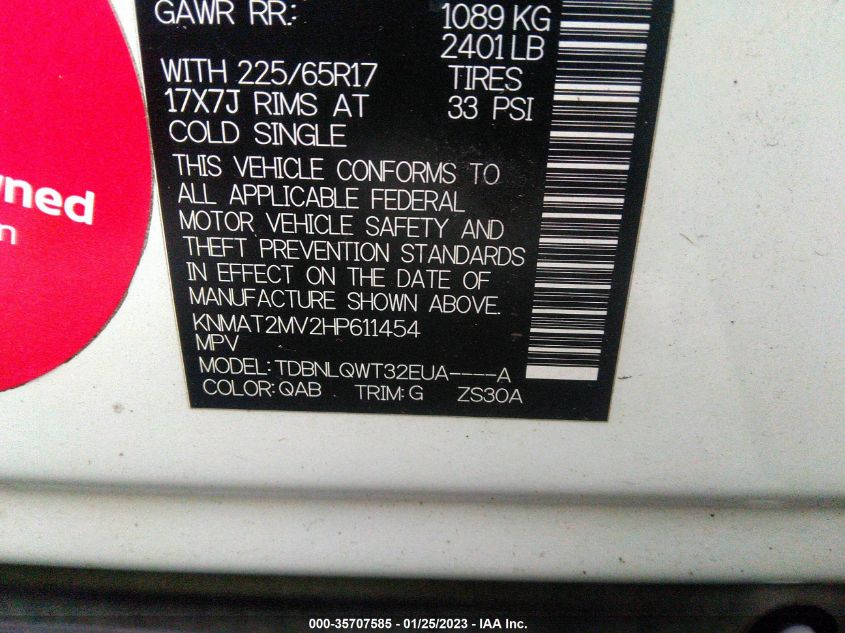 GAWR RR: 1089 KG
2401 LB
WITH 225/65R17 TIRES
17X7J RIMS AT 33 PSI
COLD SINGLE
THIS VEHICLE CONFORMS TO
ALL APPLICABLE FEDERAL
MOTOR VEHICLE SAFETY AND
THEFT PREVENTION STANDARDS
IN EFFECT ON THE DATE OF
MANUFACTURE SHOWN ABOVE.
KNMAT2MV2HP611454
MPV
MODEL: TDBNLQWT32EUA----A
COLOR: QAB TRIM: G ZS30A
000-35707585 - 01/25/2023 - IAA Inc.